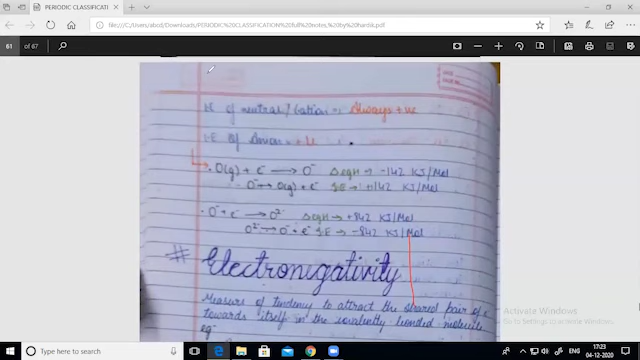 PERIODIC CLASSIFICATION full no
file:///C:/Users/abcd/Downloads/PERIODIC%20CLASSIFICATION%20full%20notes,%20by%20hardik.pdf
61 of 67
IE of neutral/Cation = Always +ve
IE of Anion = +ve
O(g) + e⁻ → O⁻ ΔegH → -142 KJ/Mol
O⁻ → O(g) + e⁻ IE → +142 KJ/Mol
O⁻ + e⁻ → O²⁻ ΔegH → +842 KJ/Mol
O²⁻ → O⁻ + e⁻ IE → -842 KJ/Mol
# Electronegativity
Measure of tendency to attract the shared pair of e
towards itself in the covalently bonded molecule
eg
Activate Windows
Go to Settings to activate Windows.
Type here to search
17:23
04-12-2020